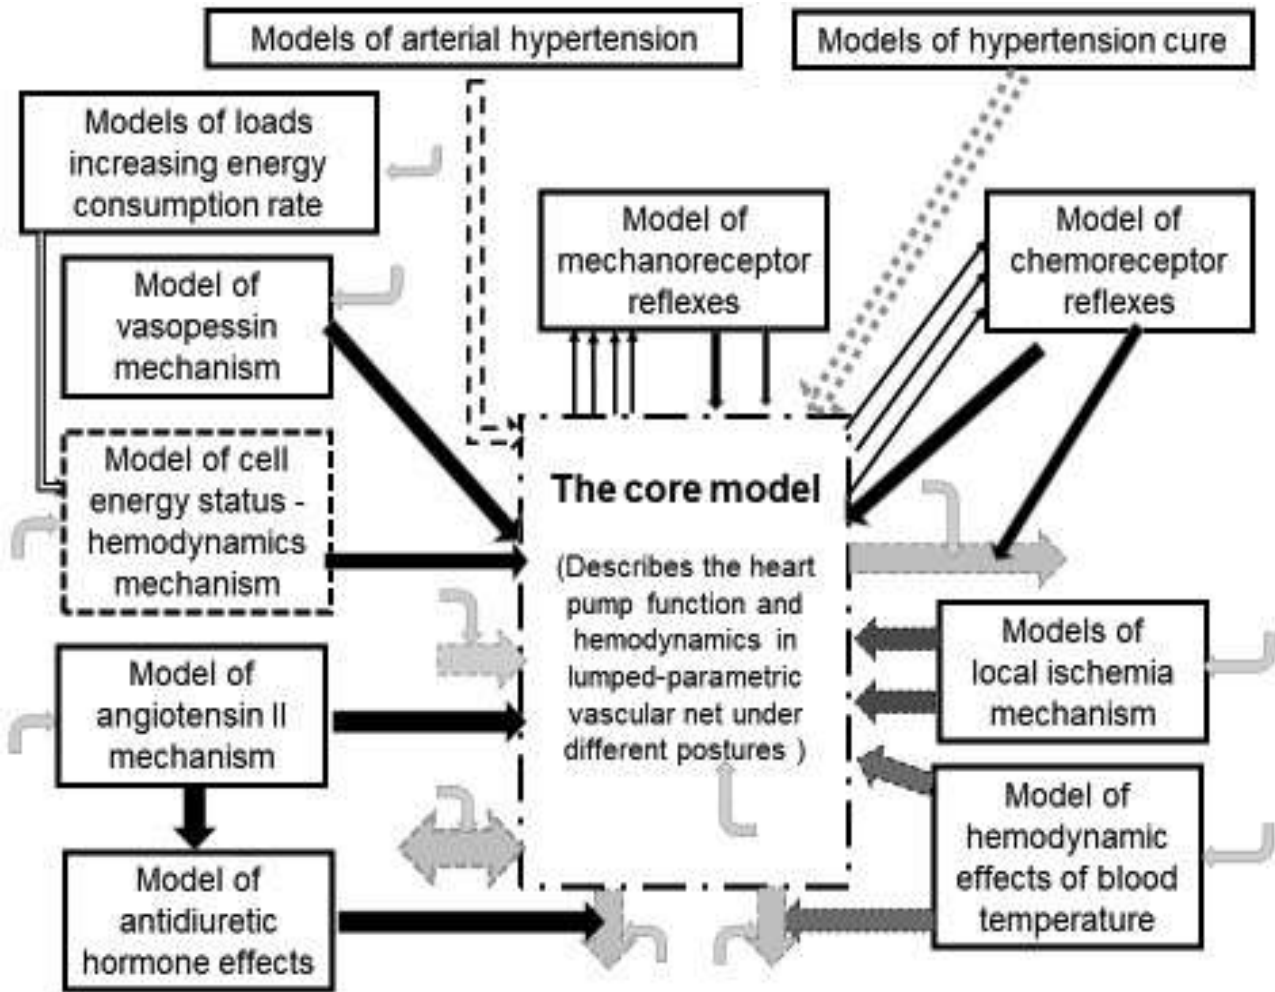 Models of arterial hypertension
Models of hypertension cure
Models of loads
increasing energy
consumption rate
Model of
mechanoreceptor
reflexes
Model of
chemoreceptor
reflexes
Model of
vasopessin
mechanism
Model of cell
energy status -
hemodynamics
mechanism
The core model
(Describes the heart
pump function and
hemodynamics in
lumped-parametric
vascular net under
different postures )
Models of
local ischemia
mechanism
Model of
angiotensin II
mechanism
Model of
hemodynamic
effects of blood
temperature
Model of
antidiuretic
hormone effects